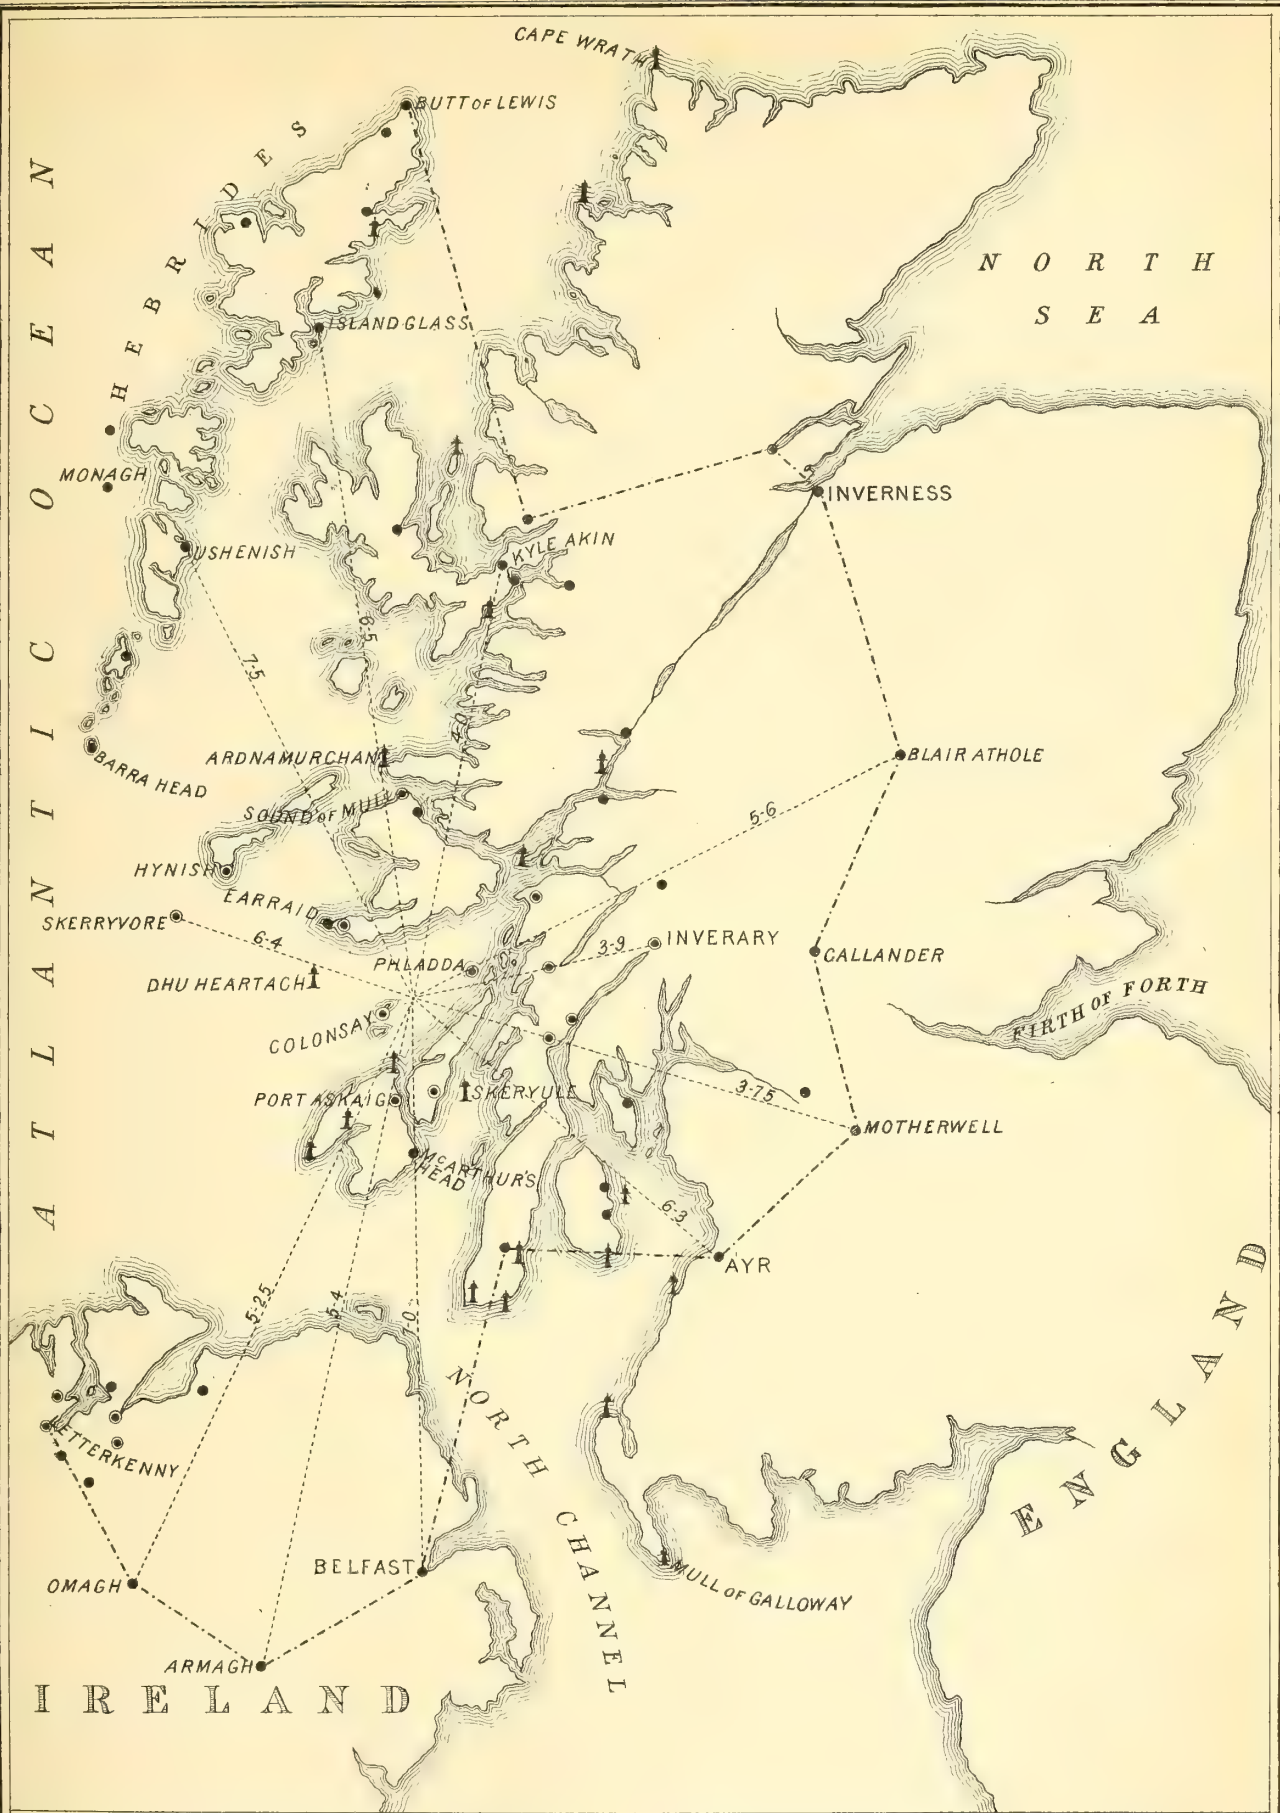 CAPE WRATH
BUTT OF LEWIS
HEBRIDES
ATLANTIC OCEAN
NORTH
SEA
ISLAND GLASS
MONAGH
INVERNESS
USHENISH
KYLE AKIN
6-5
7-5
4-0
ARDNAMURCHAN
BLAIR ATHOLE
BARRA HEAD
SOUND OF MULL
5-6
HYNISH
EARRAID
SKERRYVORE
6-4
3-9
INVERARY
PHLADDA
CALLANDER
DHU HEARTACH
FIRTH OF FORTH
COLONSAY
PORT ASKAIG
SKERYULE
3-75
MOTHERWELL
McARTHUR'S
HEAD
6-3
AYR
5-25
5-4
7-0
NORTH CHANNEL
ENGLAND
LETTERKENNY
BELFAST
OMAGH
MULL OF GALLOWAY
ARMAGH
IRELAND